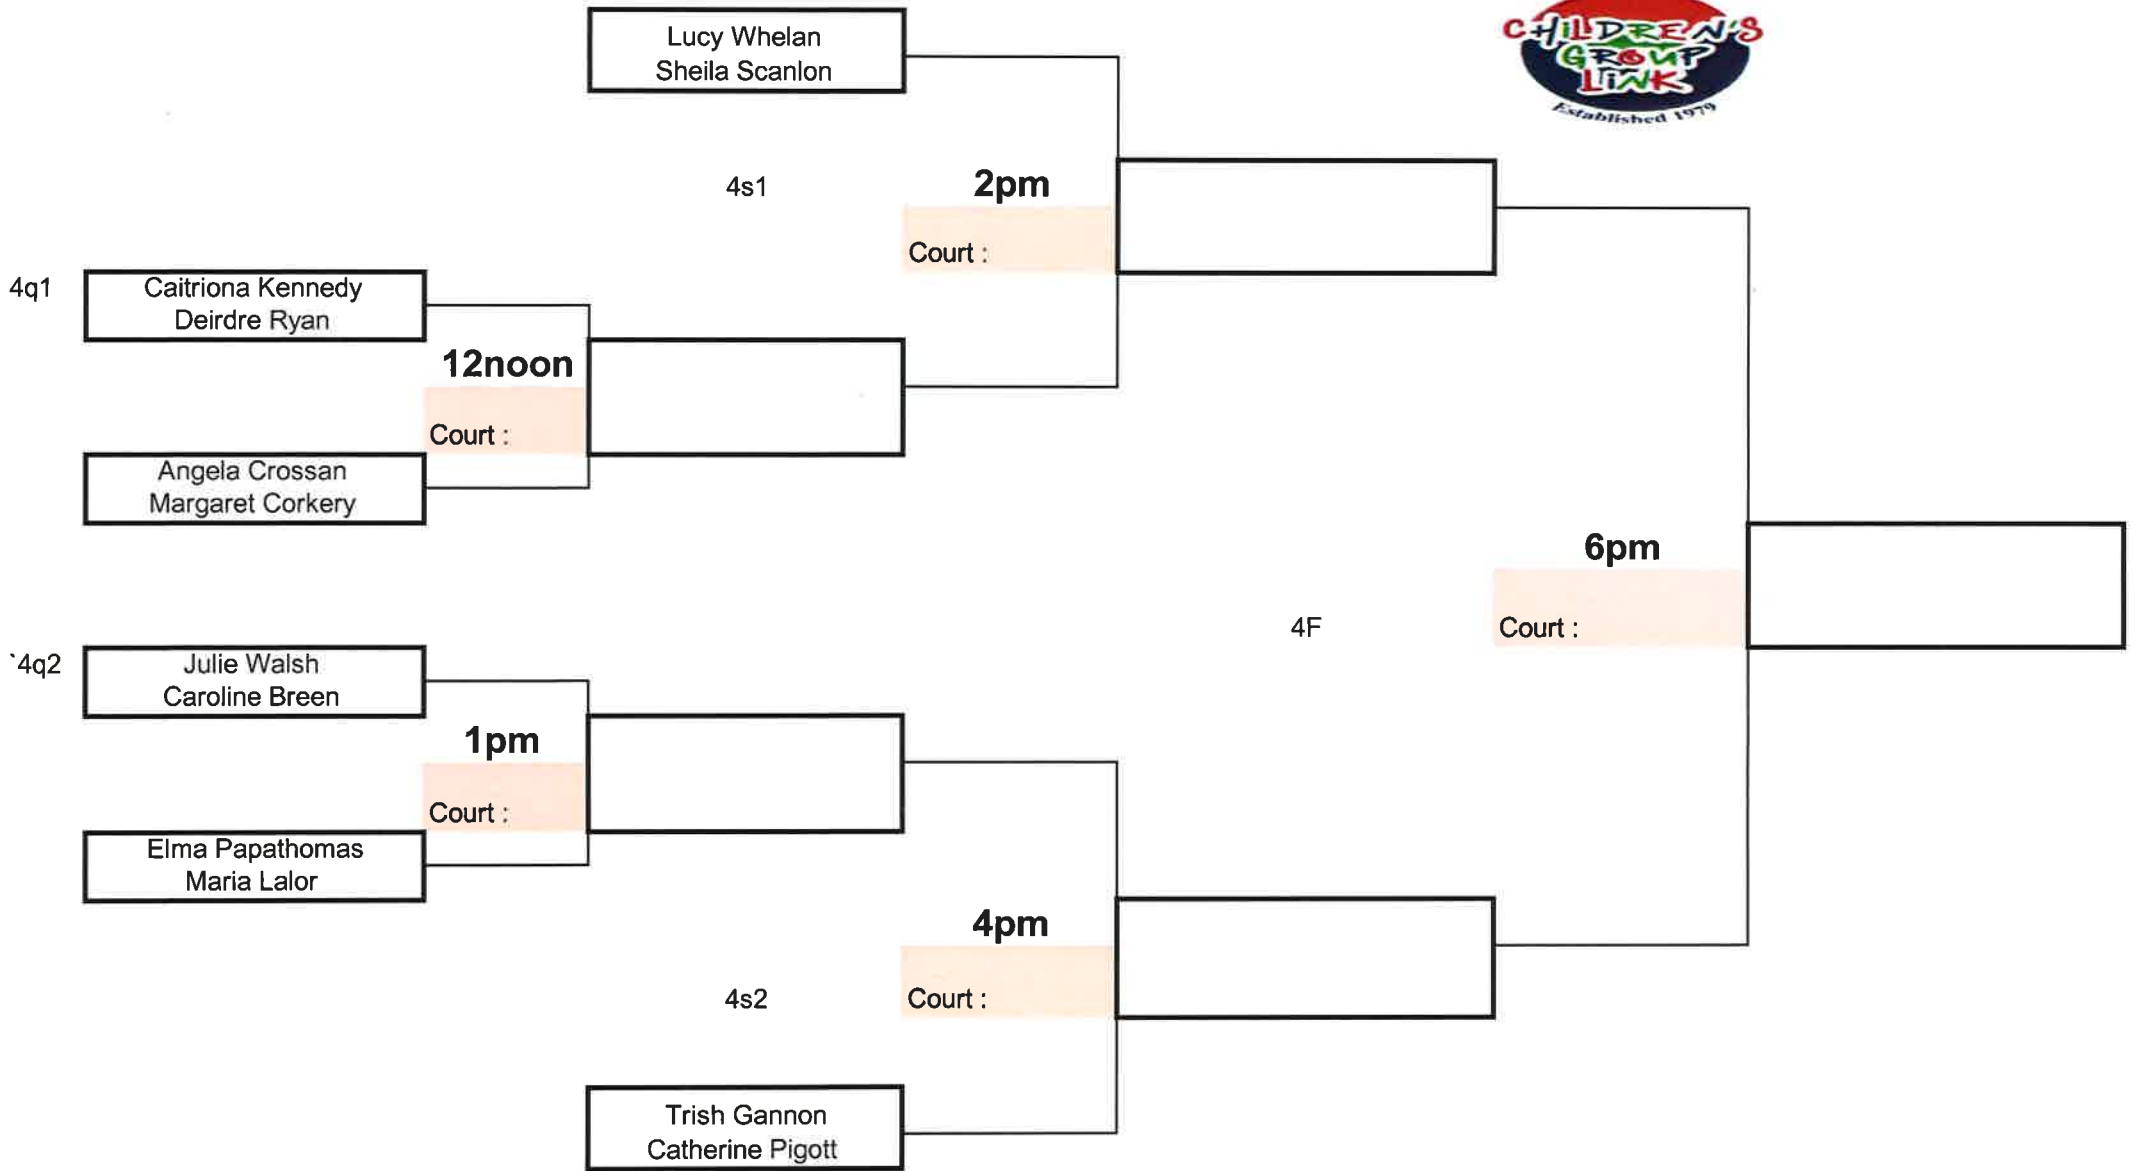 Lucy Whelan
Sheila Scanlon
CHILDREN'S
GROUP
LINK
Established 1979
4s1
2pm
Court :
4q1
Caitriona Kennedy
Deirdre Ryan
12noon
Court :
Angela Crossan
Margaret Corkery
6pm
4F
Court :
`4q2
Julie Walsh
Caroline Breen
1pm
Court :
Elma Papathomas
Maria Lalor
4pm
4s2
Court :
Trish Gannon
Catherine Pigott